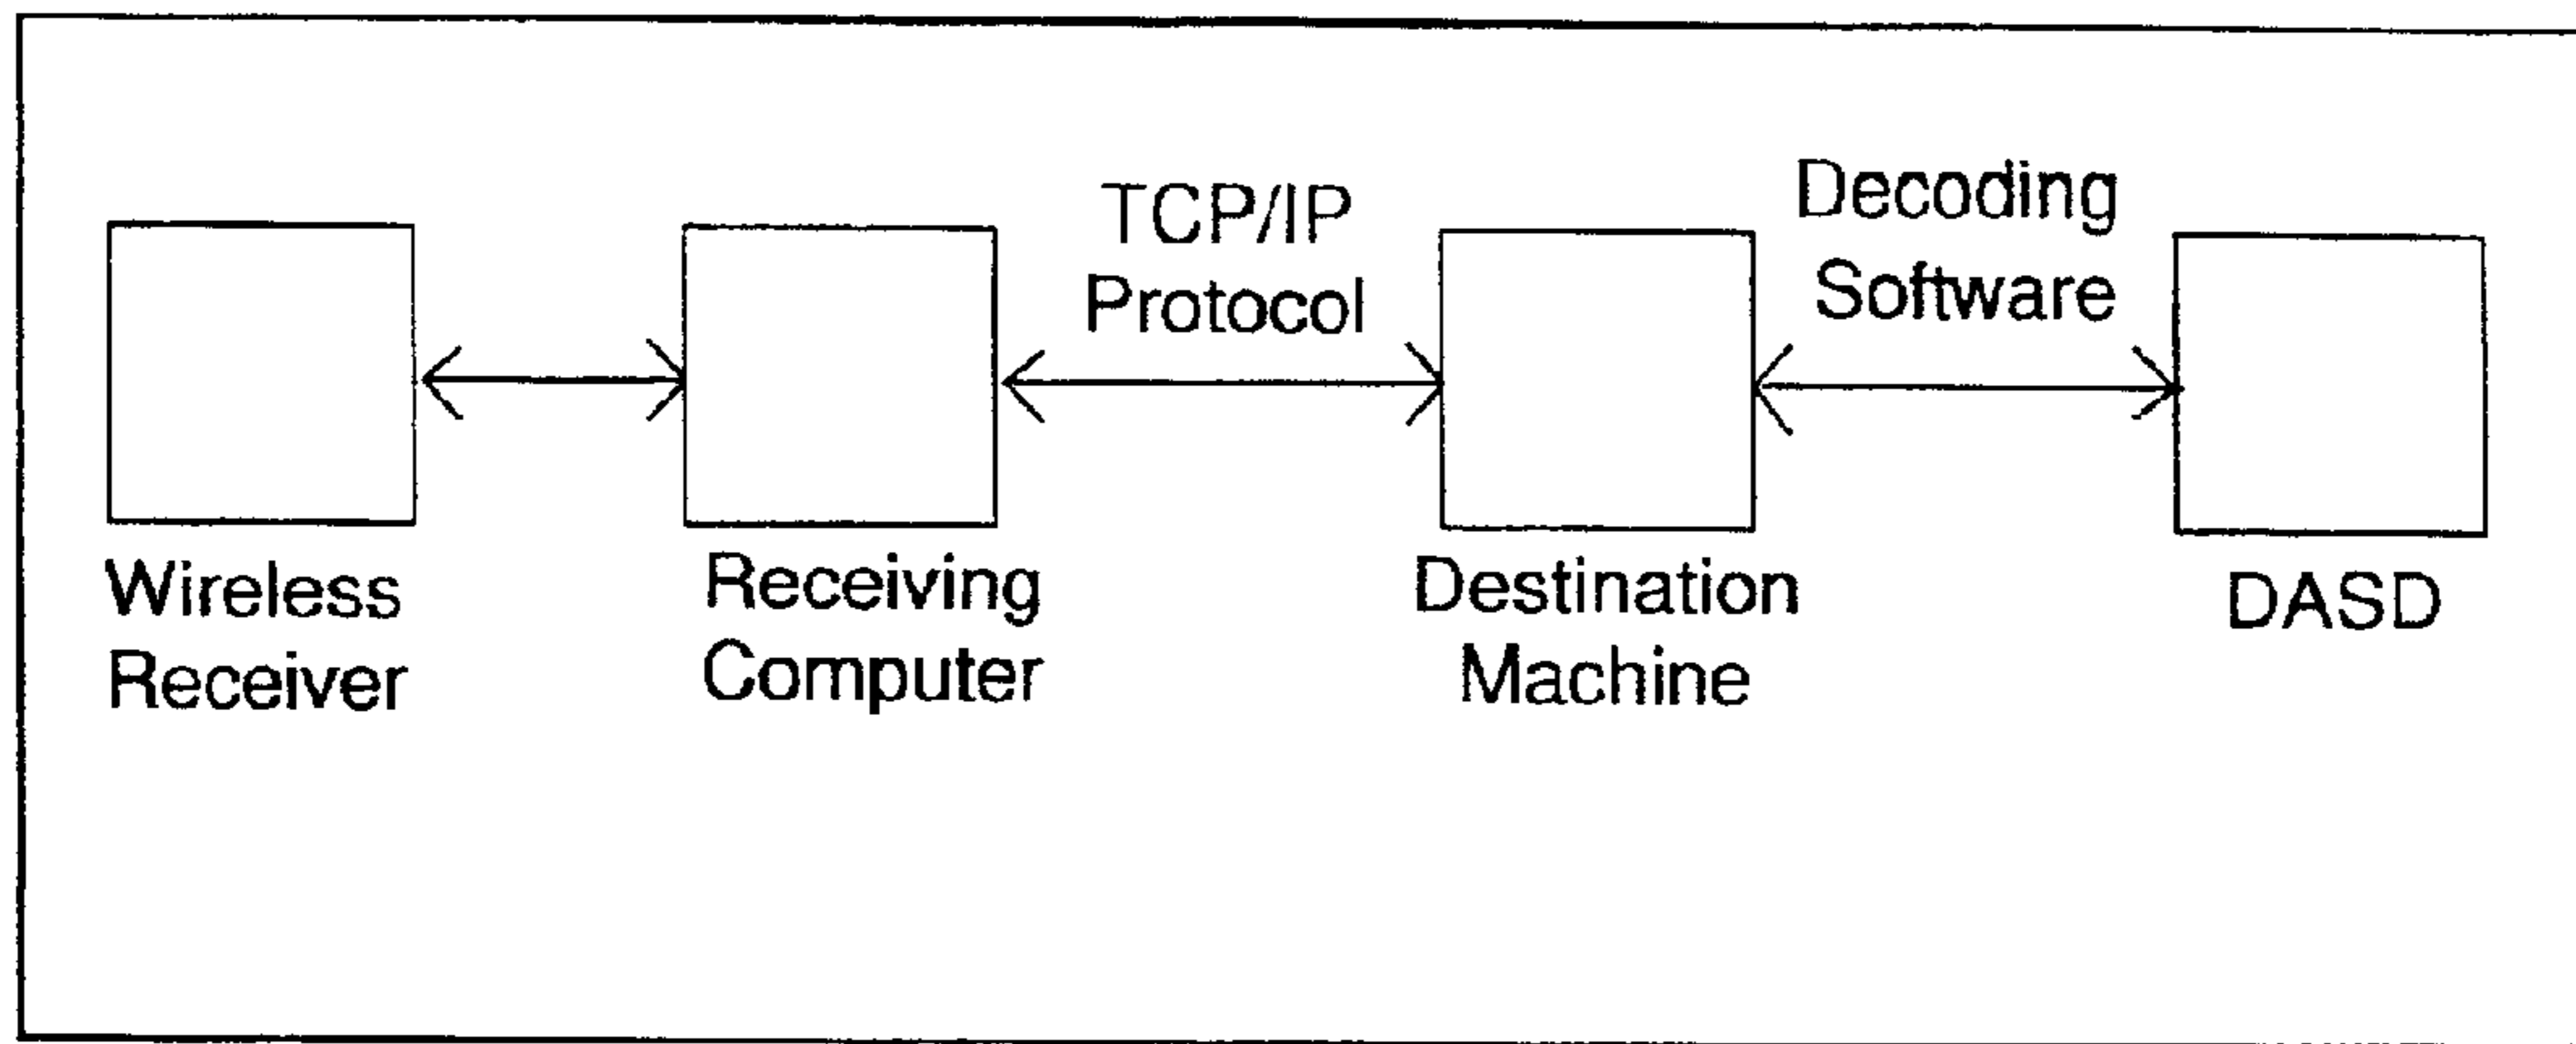 TCP/IP
Protocol
Decoding
Software
Wireless
Receiver
Receiving
Computer
Destination
Machine
DASD